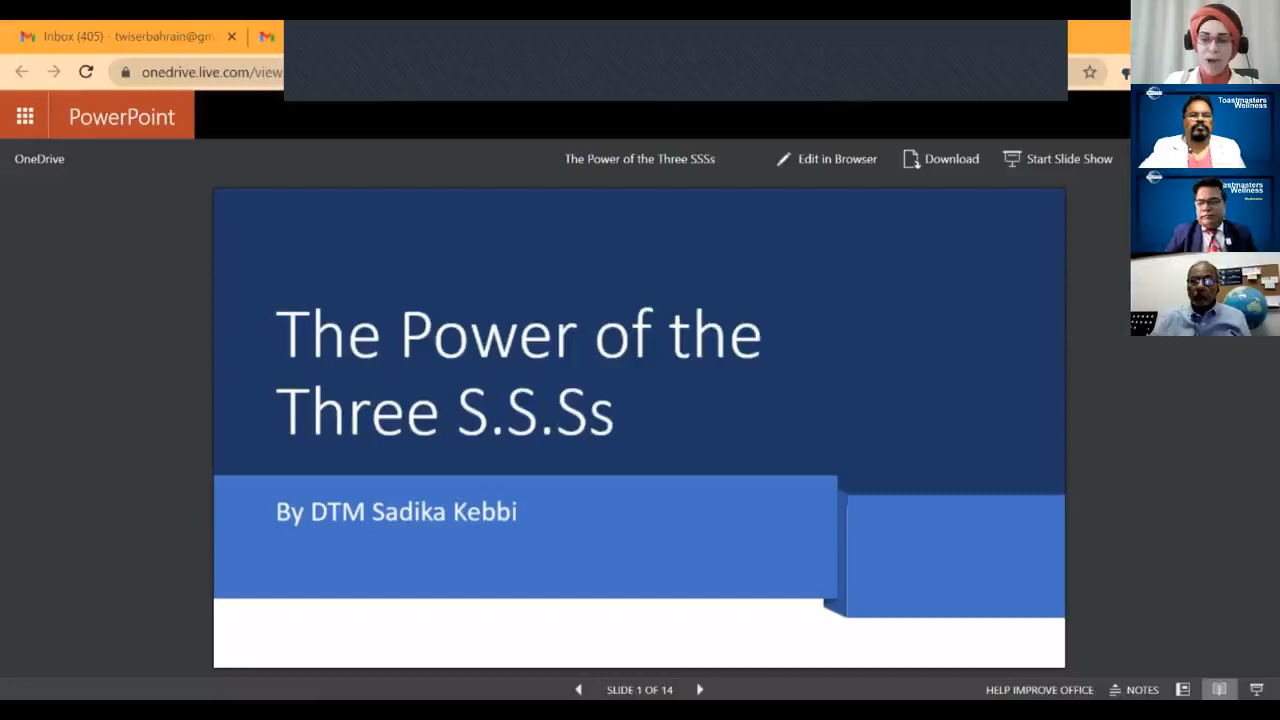 Inbox (405) - twiserbahrain@gm
onedrive.live.com/view.
PowerPoint
OneDrive
The Power of the Three SSSs
Edit in Browser
Download
Start Slide Show
The Power of the
Three S.S.Ss
By DTM Sadika Kebbi
SLIDE 1 OF 14
HELP IMPROVE OFFICE
NOTES
Toastmasters
Wellness
astmasters
Wellness